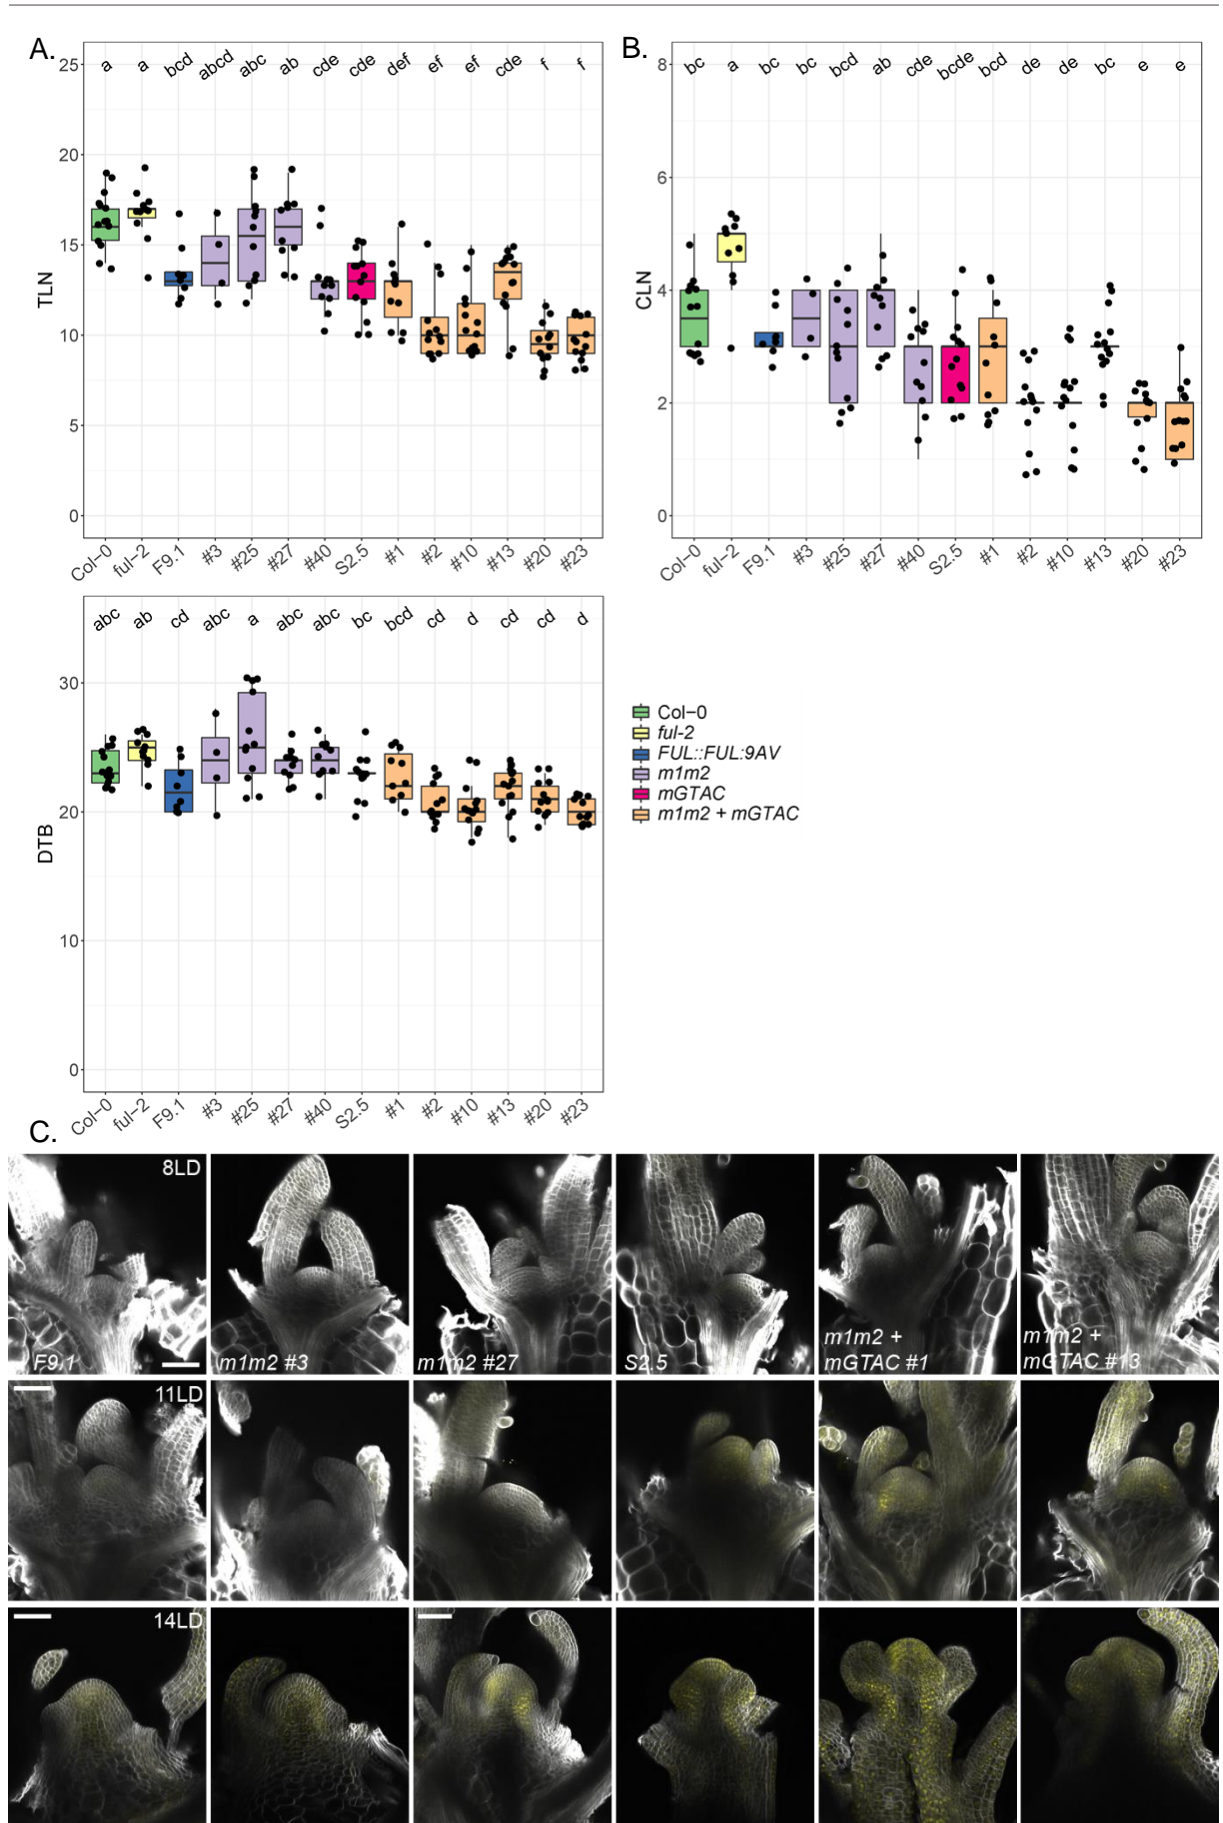 A.
25
20
15
10
5
0
TLN
a a bcd abcd abc ab cde cde def ef ef cde f f
Col-0 ful-2 F9.1 #3 #25 #27 #40 S2.5 #1 #2 #10 #13 #20 #23
B.
8
6
4
2
0
CLN
bc a bc bc bcd ab cde bcde bcd de de bc e e
Col-0 ful-2 F9.1 #3 #25 #27 #40 S2.5 #1 #2 #10 #13 #20 #23
30
20
10
0
DTB
abc ab cd abc a abc abc bc bcd cd d cd cd d
Col-0 ful-2 F9.1 #3 #25 #27 #40 S2.5 #1 #2 #10 #13 #20 #23
Col-0
ful-2
FUL::FUL:9AV
m1m2
mGTAC
m1m2 + mGTAC
C.
8LD
F9.1
m1m2 #3
m1m2 #27
S2.5
m1m2 +
mGTAC #1
m1m2 +
mGTAC #13
11LD
14LD